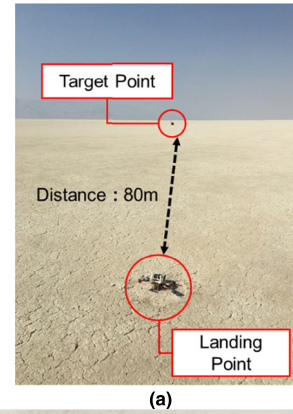 Target Point
Distance : 80m
Landing
Point
(a)